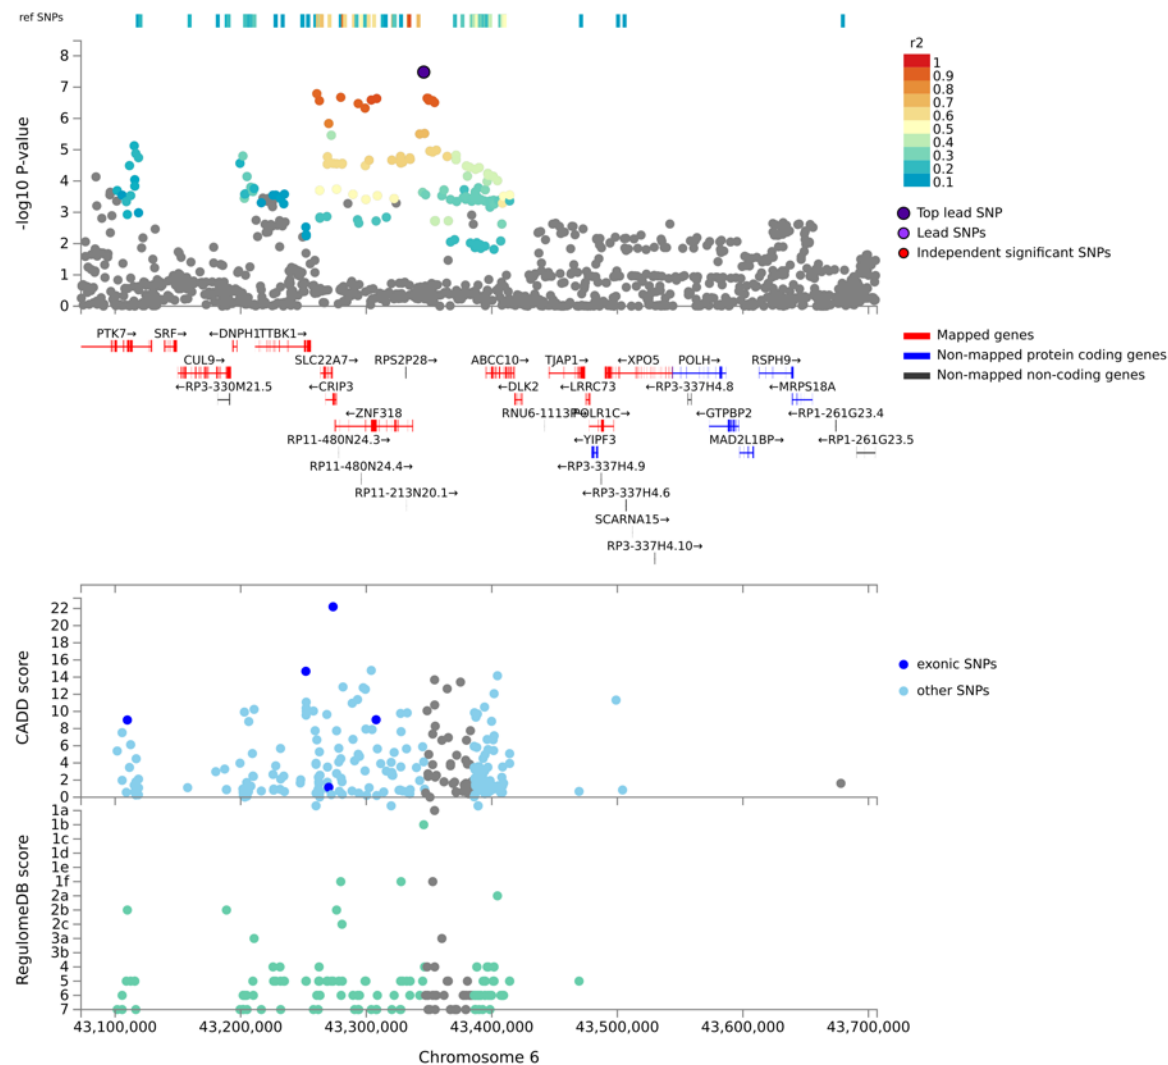 ref SNPs
r2
1
0.9
0.8
0.7
0.6
0.5
0.4
0.3
0.2
0.1
8
7
6
5
4
3
2
1
0
-log10 P-value
Top lead SNP
Lead SNPs
Independent significant SNPs
PTK7→ SRF→ ←DNPH1 TTBK1→ SLC22A7→ RPS2P28→ ABCC10→ TJAP1→ ←XPO5 POLH→ RSPH9→
CUL9→ ←CRIP3 ←DLK2 ←LRRC73 ←RP3-337H4.8 ←MRPS18A
←RP3-330M21.5 ←ZNF318 RNU6-1113P→ POLR1C→ ←GTPBP2 ←RP1-261G23.4
RP11-480N24.3→ ←YIPF3 MAD2L1BP→ ←RP1-261G23.5
RP11-480N24.4→ ←RP3-337H4.9
RP11-213N20.1→ ←RP3-337H4.6
SCARNA15→
RP3-337H4.10→
Mapped genes
Non-mapped protein coding genes
Non-mapped non-coding genes
22
20
18
16
14
12
10
8
6
4
2
0
CADD score
exonic SNPs
other SNPs
1a
1b
1c
1d
1e
1f
2a
2b
2c
3a
3b
4
5
6
7
RegulomeDB score
43,100,000 43,200,000 43,300,000 43,400,000 43,500,000 43,600,000 43,700,000
Chromosome 6